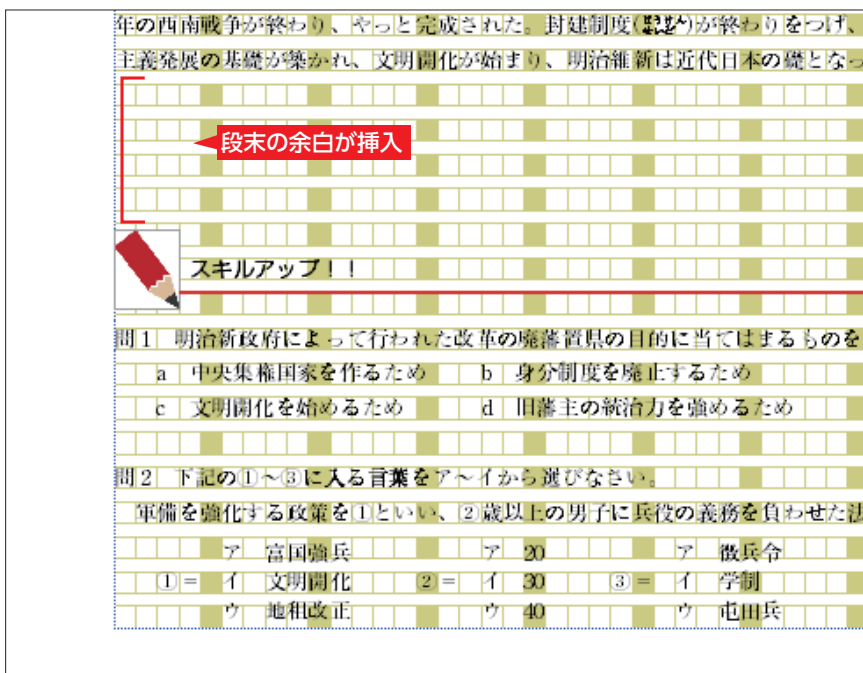 年の西南戦争が終わり、やっと完成された。封建制度()が終わりをつげ、
主義発展の基礎が築かれ、文明開化が始まり、明治維新は近代日本の礎となっ
段末の余白が挿入
スキルアップ！！
問1 明治新政府によって行われた改革の廃藩置県の目的に当てはまるものを
a 中央集権国家を作るため b 身分制度を廃止するため
c 文明開化を始めるため d 旧藩主の統治力を強めるため
問2 下記の①～③に入る言葉をア～イから選びなさい。
軍備を強化する政策を①といい、②歳以上の男子に兵役の義務を負わせた法
ア 富国強兵 ア 20 ア 徴兵令
①＝ イ 文明開化 ②＝ イ 30 ③＝ イ 学制
ウ 地租改正 ウ 40 ウ 屯田兵